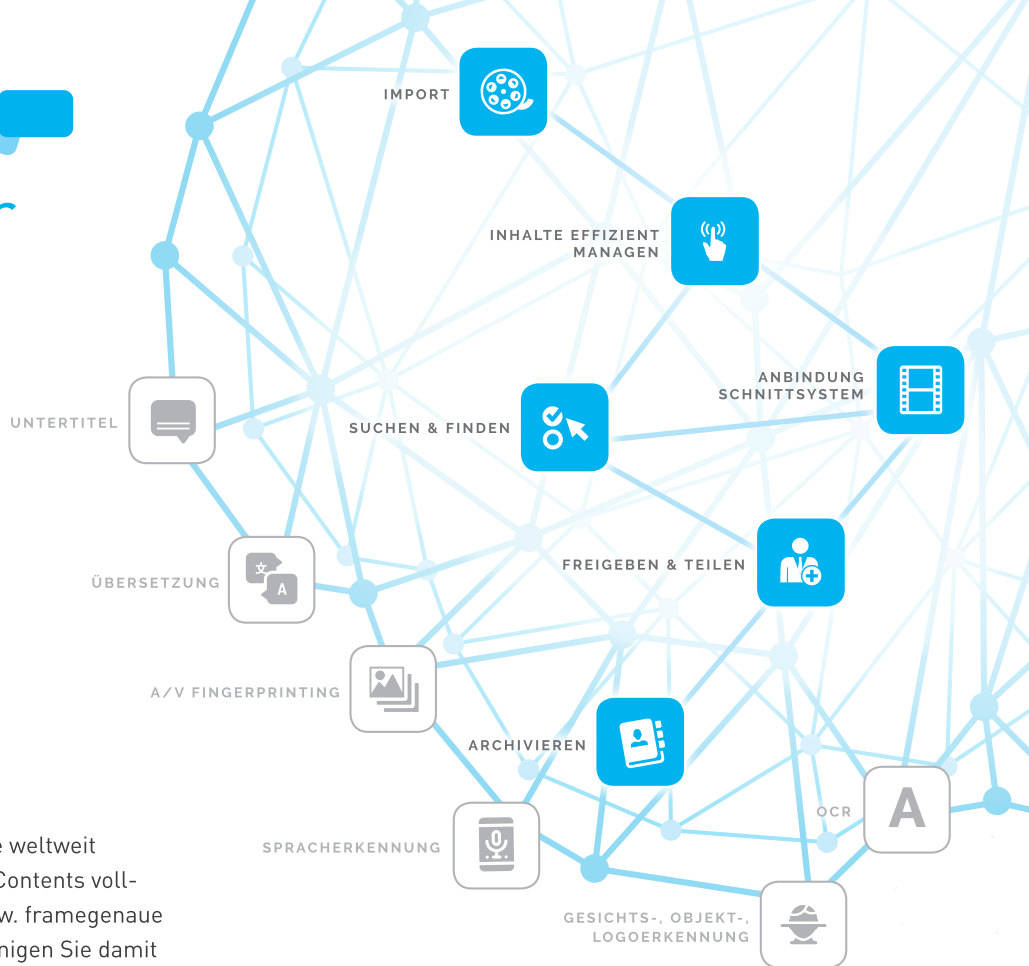 IMPORT
INHALTE EFFIZIENT
MANAGEN
ANBINDUNG
SCHNITTSYSTEM
UNTERTITEL
SUCHEN & FINDEN
FREIGEBEN & TEILEN
ÜBERSETZUNG
文
A
A/V FINGERPRINTING
ARCHIVIEREN
OCR
A
SPRACHERKENNUNG
weltweit
Contents voll-
framegenaue
Sie damit
GESICHTS-, OBJEKT-,
LOGOERKENNUNG